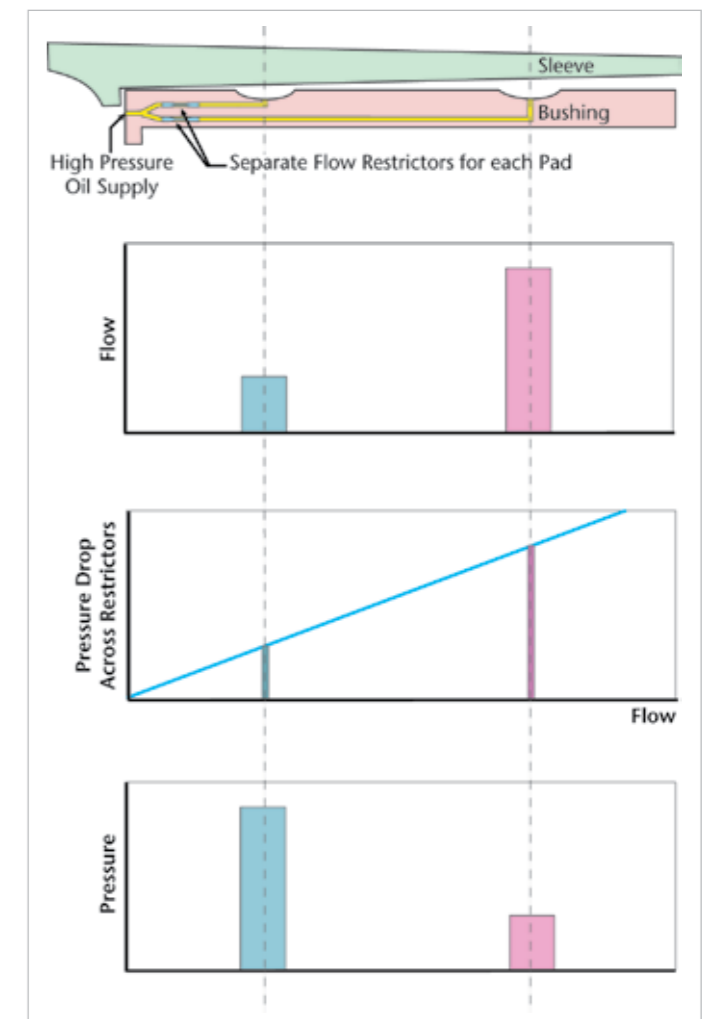 Sleeve
Bushing
High Pressure
Oil Supply
Separate Flow Restrictors for each Pad
Flow
Pressure Drop
Across Restrictors
Flow
Pressure